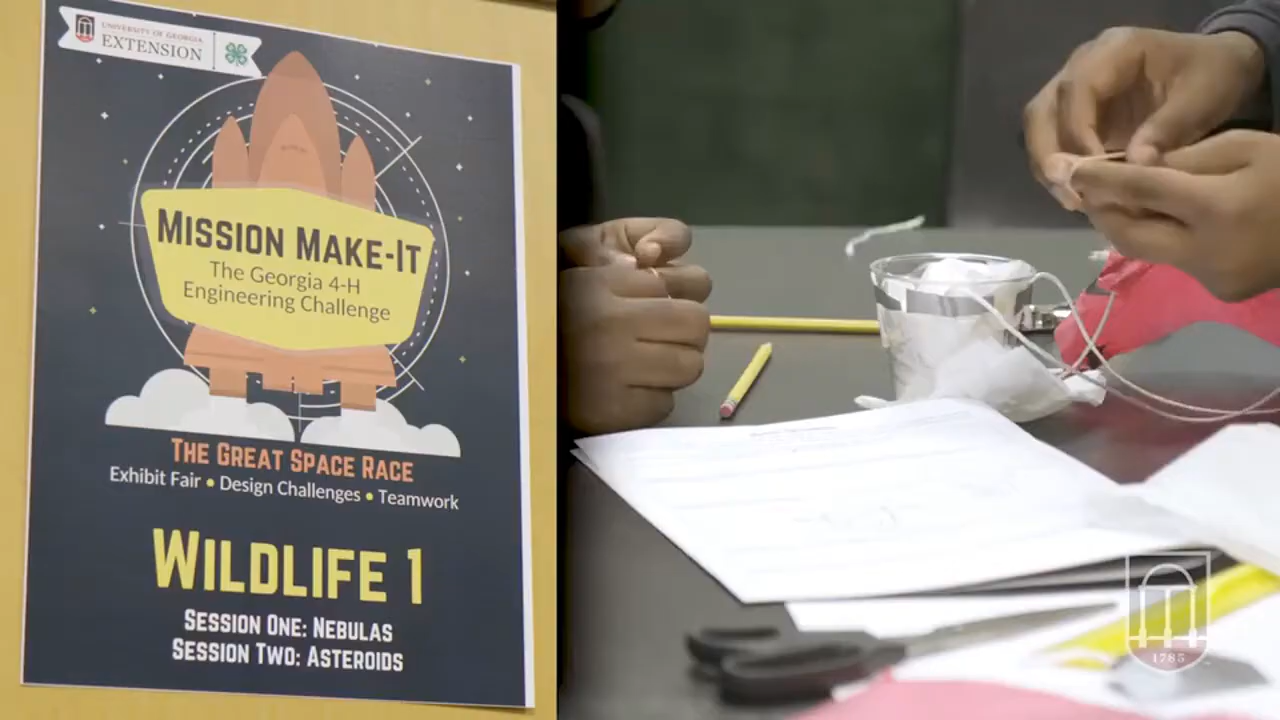 UNIVERSITY OF GEORGIA
EXTENSION
MISSION MAKE-IT
The Georgia 4-H
Engineering Challenge
THE GREAT SPACE RACE
Exhibit Fair • Design Challenges • Teamwork
WILDLIFE 1
SESSION ONE: NEBULAS
SESSION TWO: ASTEROIDS
1785